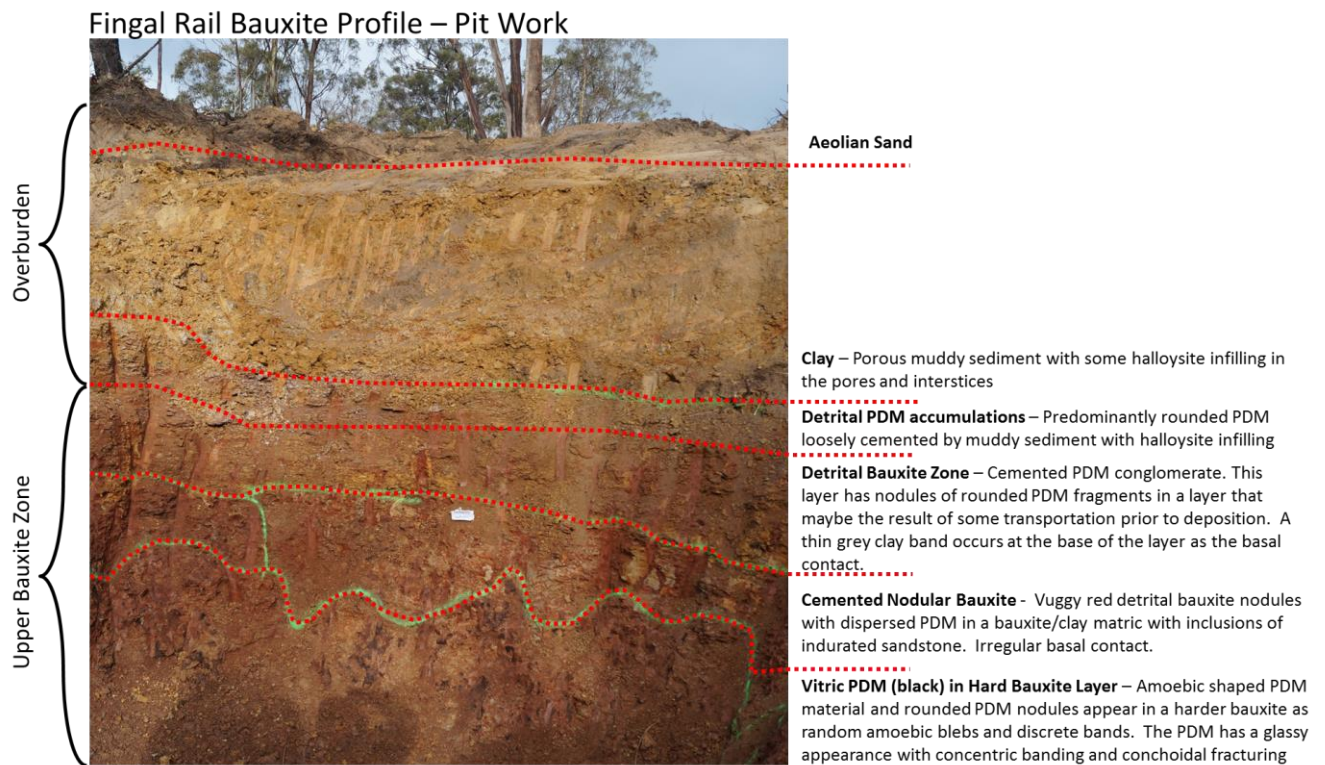 Fingal Rail Bauxite Profile – Pit Work
Overburden
Upper Bauxite Zone
Aeolian Sand
Clay – Porous muddy sediment with some halloysite infilling in
the pores and interstices
Detrital PDM accumulations – Predominantly rounded PDM
loosely cemented by muddy sediment with halloysite infilling
Detrital Bauxite Zone – Cemented PDM conglomerate. This
layer has nodules of rounded PDM fragments in a layer that
maybe the result of some transportation prior to deposition. A
thin grey clay band occurs at the base of the layer as the basal
contact.
Cemented Nodular Bauxite - Vuggy red detrital bauxite nodules
with dispersed PDM in a bauxite/clay matric with inclusions of
indurated sandstone. Irregular basal contact.
Vitric PDM (black) in Hard Bauxite Layer – Amoebic shaped PDM
material and rounded PDM nodules appear in a harder bauxite as
random amoebic blebs and discrete bands. The PDM has a glassy
appearance with concentric banding and conchoidal fracturing